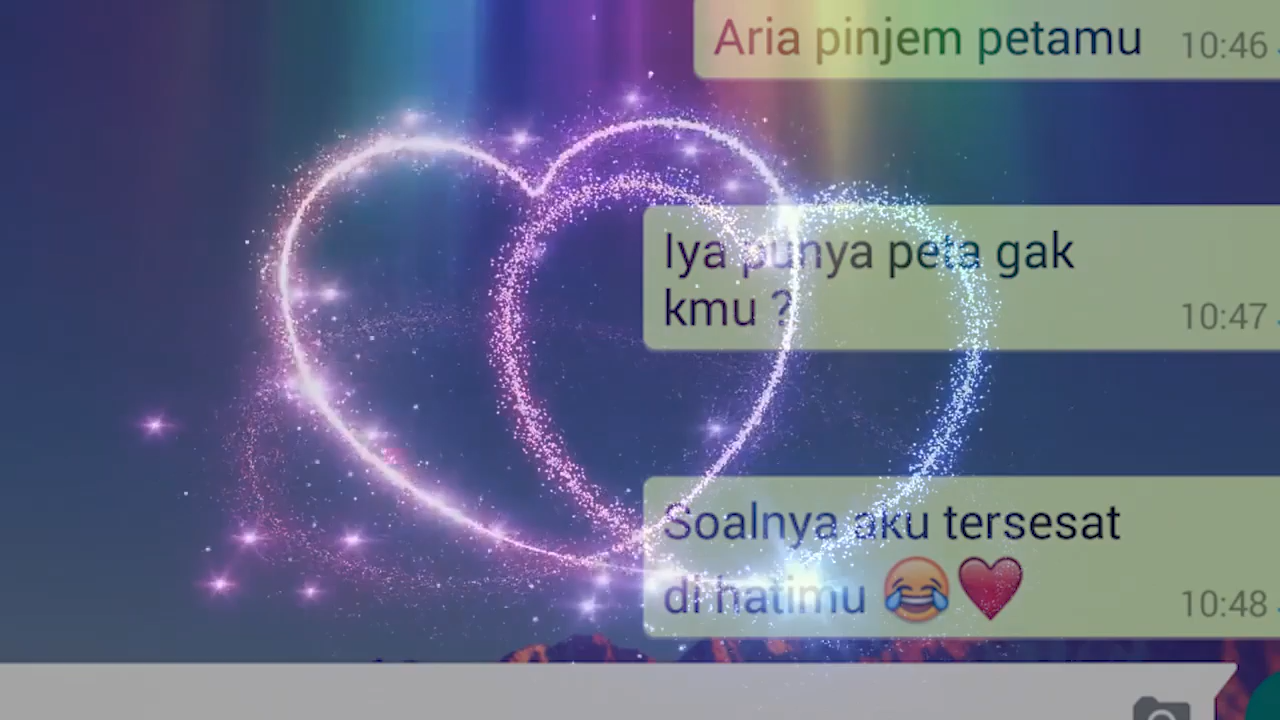 Aria pinjem petamu 10:46
Iya punya peta gak
kmu ? 10:47
Soalnya aku tersesat
di hatimu 😂❤️ 10:48